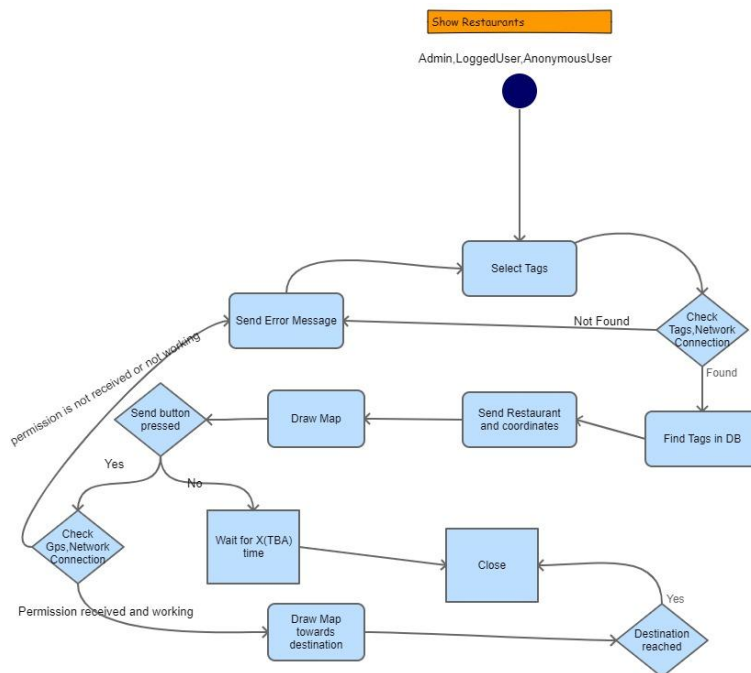 Show Restaurants
Admin,LoggedUser,AnonymousUser
Select Tags
Send Error Message
Not Found
Check
Tags,Network
Connection
Found
permission is not received or not working
Send button
pressed
Draw Map
Send Restaurant
and coordinates
Find Tags in DB
Yes
No
Check
Gps,Network
Connection
Wait for X(TBA)
time
Close
Yes
Permission received and working
Draw Map
towards
destination
Destination
reached